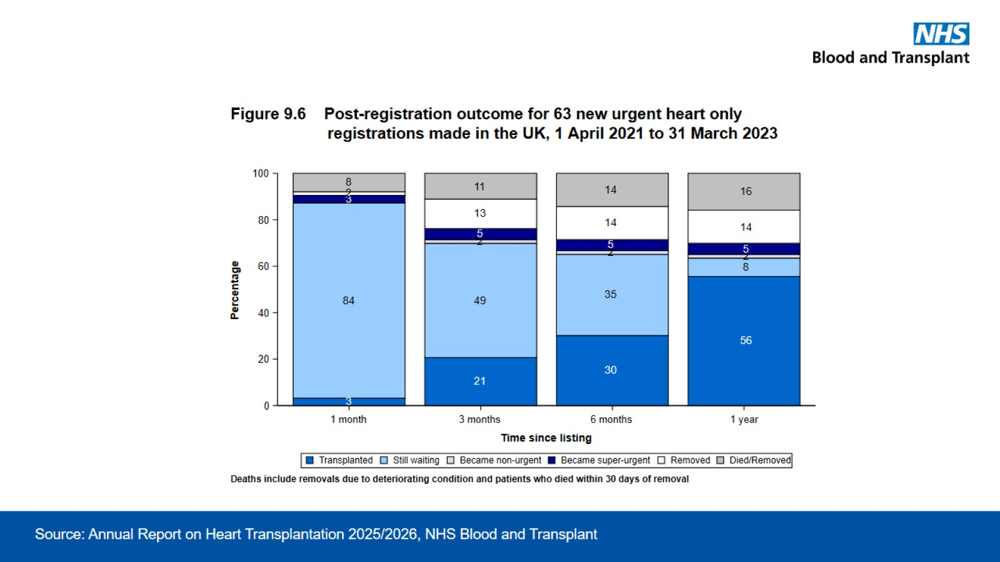 NHS
Blood and Transplant
Figure 9.6 Post-registration outcome for 63 new urgent heart only
registrations made in the UK, 1 April 2021 to 31 March 2023
Percentage
100
80
60
40
20
0
8
2
3
84
3
11
13
5
2
49
21
14
14
5
2
35
30
16
14
5
2
8
56
1 month
3 months
6 months
1 year
Time since listing
Transplanted Still waiting Became non-urgent Became super-urgent Removed Died/Removed
Deaths include removals due to deteriorating condition and patients who died within 30 days of removal
Source: Annual Report on Heart Transplantation 2025/2026, NHS Blood and Transplant